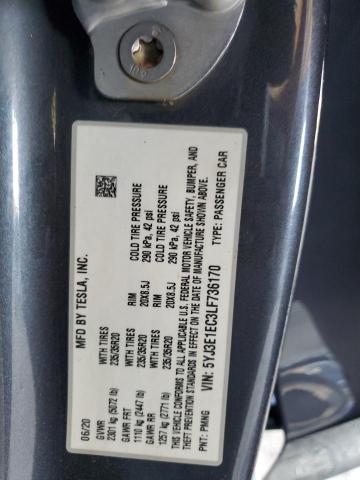 109
MFD BY TESLA, INC.
06/20
GVWR WITH TIRES COLD TIRE PRESSURE
2301 kg (5072 lb) 235/35R20 RIM 290 kPa, 42 psi
GAWR FRT WITH TIRES 20X8.5J COLD TIRE PRESSURE
1110 kg (2447 lb) 235/35R20 RIM 290 kPa, 42 psi
GAWR RR WITH TIRES 20X8.5J
1257 kg (2771 lb) 235/35R20
THIS VEHICLE CONFORMS TO ALL APPLICABLE U.S. FEDERAL MOTOR VEHICLE SAFETY, BUMPER, AND
THEFT PREVENTION STANDARDS IN EFFECT ON THE DATE OF MANUFACTURE SHOWN ABOVE.
VIN: 5YJ3E1EC3LF736170
PNT: PMNG TYPE: PASSENGER CAR